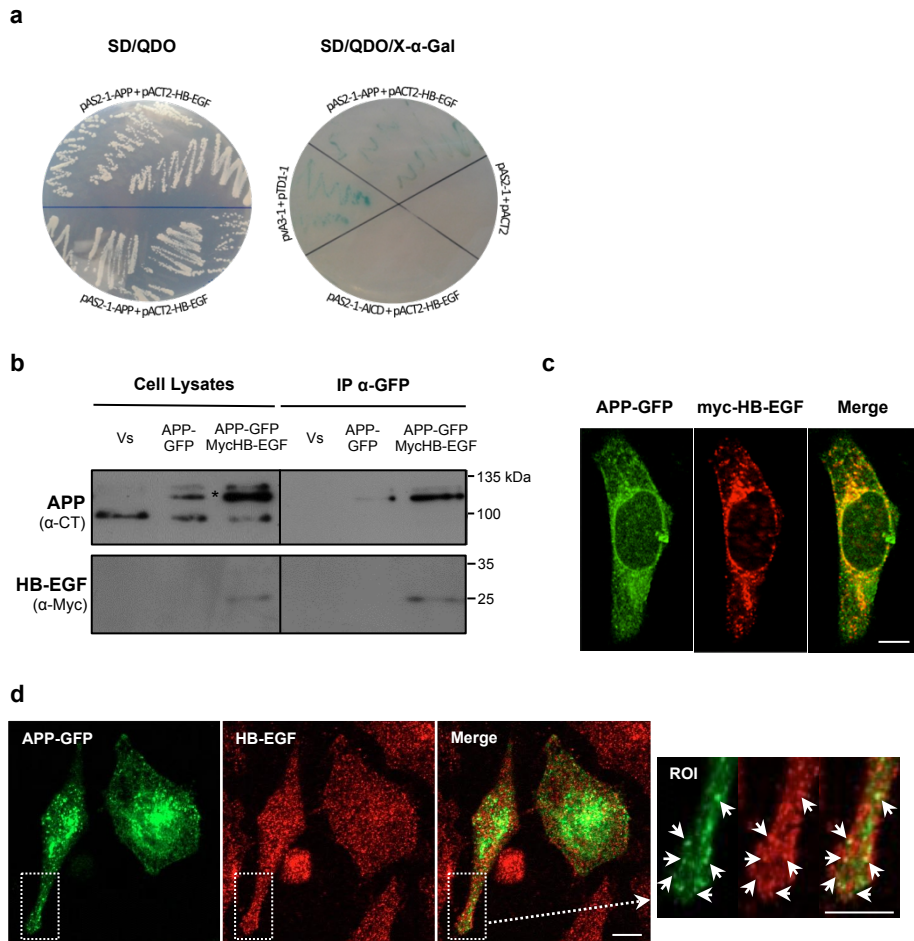 a
SD/QDO
SD/QDO/X-α-Gal
pAS2-1-APP + pACT2-HB-EGF
pAS2-1-APP + pACT2-HB-EGF
pAS2-1-APP + pACT2-HB-EGF
pVA3-1 + pTD1-1
pAS2-1 + pACT2
pAS2-1-AICD + pACT2-HB-EGF
b
Cell Lysates
IP α-GFP
Vs
APP-
GFP
APP-GFP
MycHB-EGF
Vs
APP-
GFP
APP-GFP
MycHB-EGF
APP
(α-CT)
*
135 kDa
100
HB-EGF
(α-Myc)
35
25
c
APP-GFP
myc-HB-EGF
Merge
d
APP-GFP
HB-EGF
Merge
ROI